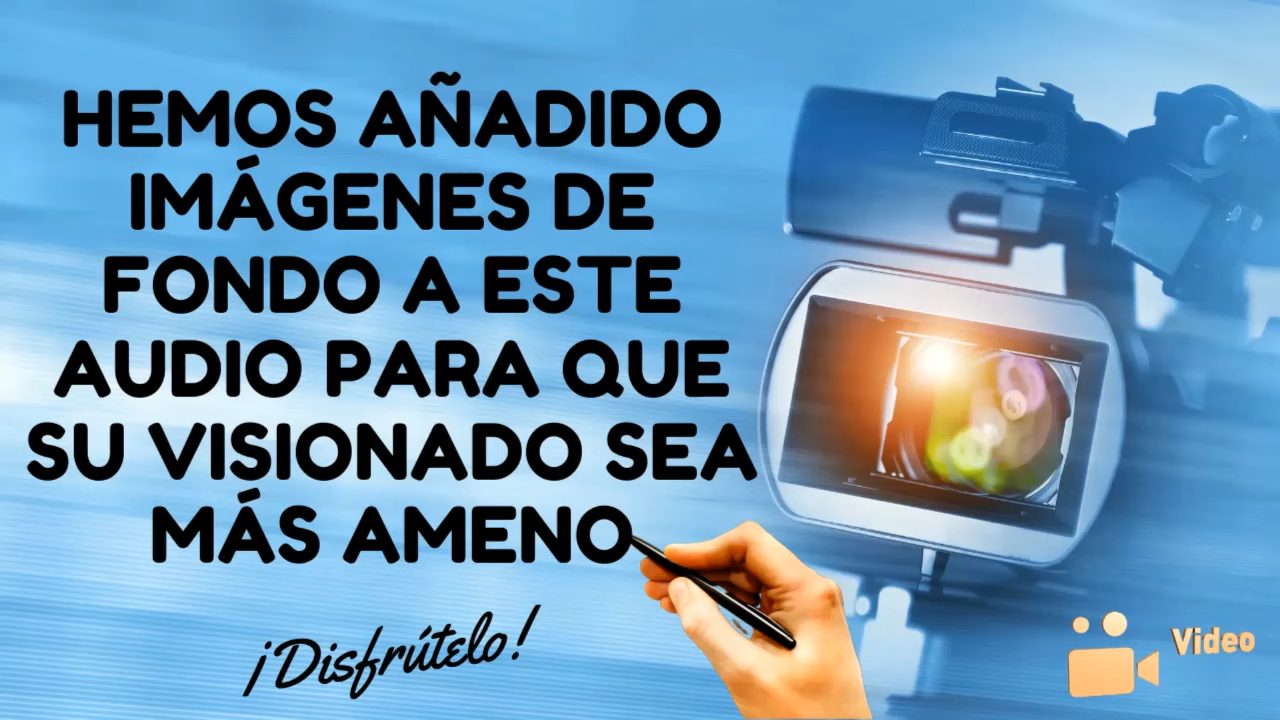 HEMOS AÑADIDO
IMÁGENES DE
FONDO A ESTE
AUDIO PARA QUE
SU VISIONADO SEA
MÁS AMENO
¡Disfrútelo!
Video